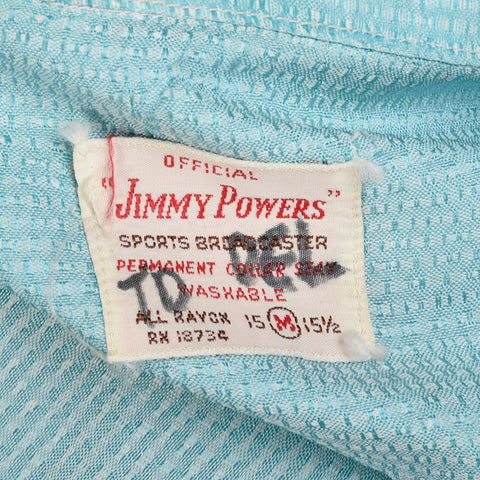 OFFICIAL
"JIMMY POWERS"
SPORTS BROADCASTER
PERMANENT COLLAR STAY
WASHABLE
TO DEL
ALL RAYON 15 M 15½
RN 18734